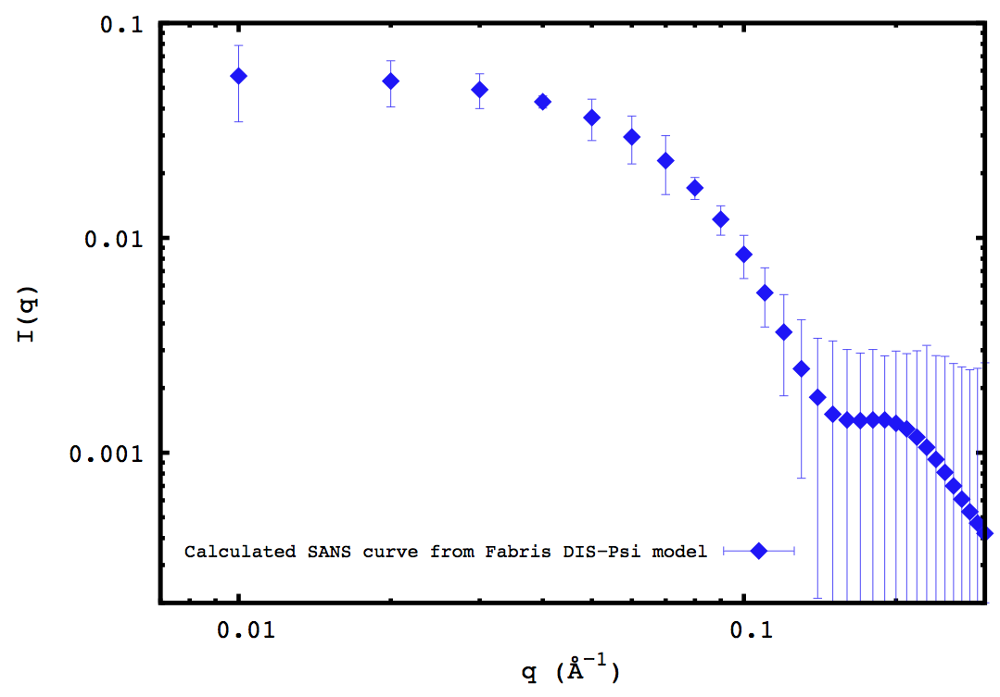 0.1
0.01
0.001
I(q)
Calculated SANS curve from Fabris DIS-Psi model
0.01 0.1
q (Å⁻¹)